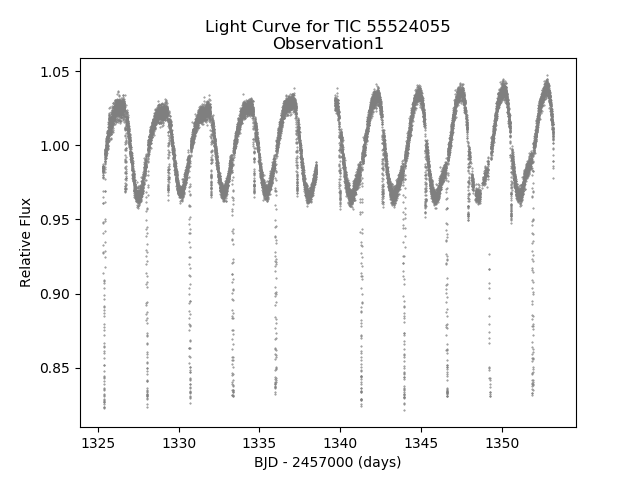 Light Curve for TIC 55524055
Observation1
1.05
1.00
0.95
0.90
0.85
Relative Flux
1325 1330 1335 1340 1345 1350
BJD - 2457000 (days)